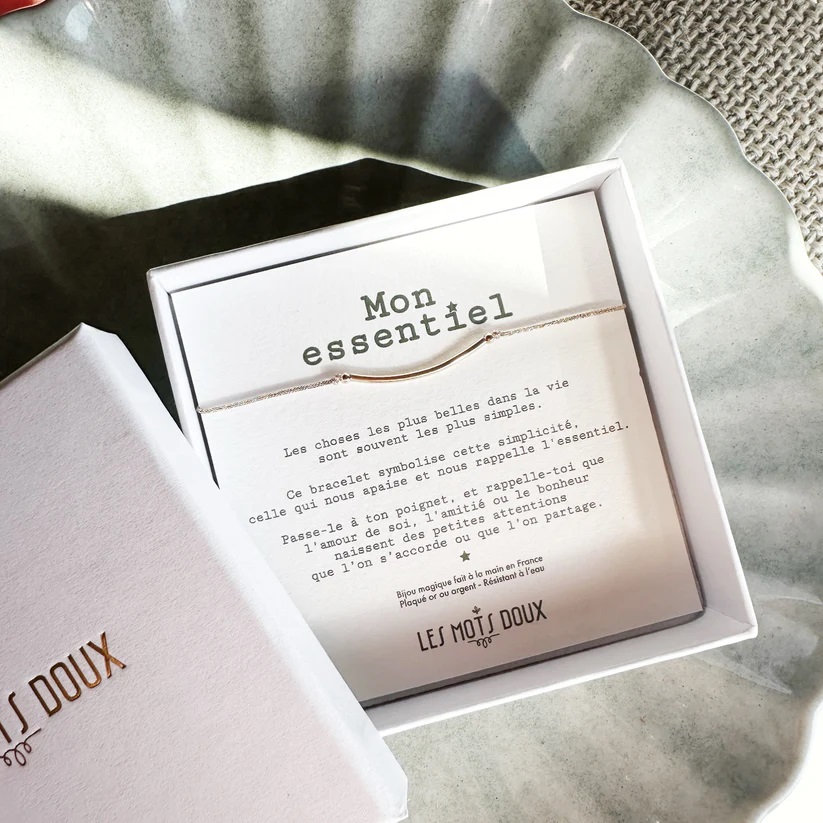 Mon
essentiel
Les choses les plus belles dans la vie
sont souvent les plus simples.
Ce bracelet symbolise cette simplicité,
celle qui nous apaise et nous rappelle l'essentiel.
Passe-le à ton poignet, et rappelle-toi que
l'amour de soi, l'amitié ou le bonheur
naissent des petites attentions
que l'on s'accorde ou que l'on partage.
Bijou magique fait à la main en France
Plaqué or ou argent - Résistant à l'eau
LES MOTS DOUX
TS DOUX